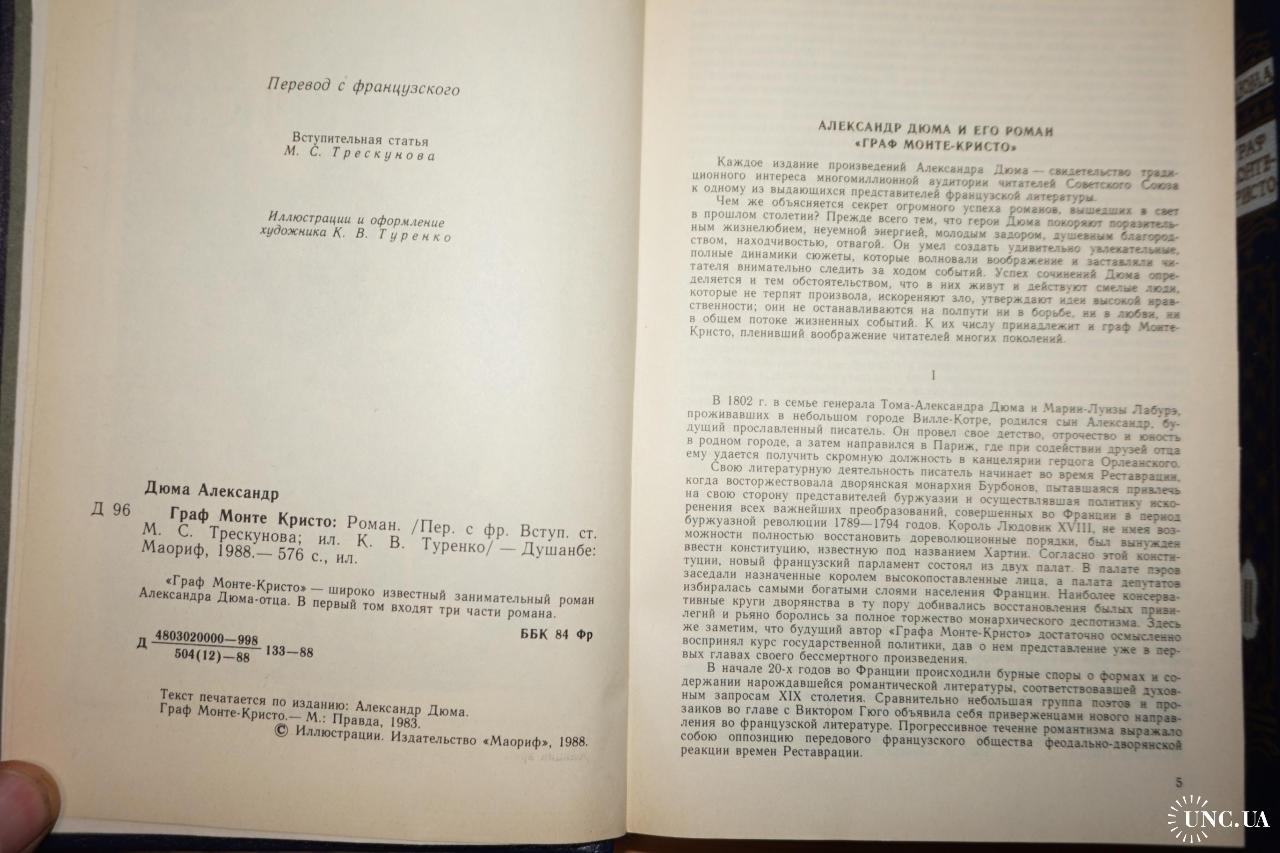 Перевод с французского
Вступительная статья
М. С. Трескунова
Иллюстрации и оформление
художника К. В. Туренко
Дюма Александр
Д 96
Граф Монте Кристо: Роман. /Пер. с фр. Вступ. ст.
М. С. Трескунова; ил. К. В. Туренко/ — Душанбе:
Маориф, 1988.— 576 с., ил.
«Граф Монте-Кристо» — широко известный занимательный роман
Александра Дюма-отца. В первый том входят три части романа.
ББК 84 Фр
Д 4803020000—998
504(12)—88
133—88
Текст печатается по изданию: Александр Дюма.
Граф Монте-Кристо.— М.: Правда, 1983.
© Иллюстрации. Издательство «Маориф», 1988.
АЛЕКСАНДР ДЮМА И ЕГО РОМАН
«ГРАФ МОНТЕ-КРИСТО»
Каждое издание произведений Александра Дюма — свидетельство тради-
ционного интереса многомиллионной аудитории читателей Советского Союза
к одному из выдающихся представителей французской литературы.
Чем же объясняется секрет огромного успеха романов, вышедших в свет
в прошлом столетии? Прежде всего тем, что герои Дюма покоряют поразитель-
ным жизнелюбием, неуемной энергией, молодым задором, душевным благород-
ством, находчивостью, отвагой. Он умел создать удивительно увлекательные,
полные динамики сюжеты, которые волновали воображение и заставляли чи-
тателя внимательно следить за ходом событий. Успех сочинений Дюма опре-
деляется и тем обстоятельством, что в них живут и действуют смелые люди,
которые не терпят произвола, искореняют зло, утверждают идеи высокой нрав-
ственности; они не останавливаются на полпути ни в борьбе, ни в любви, ни
в общем потоке жизненных событий. К их числу принадлежит и граф Монте-
Кристо, пленивший воображение читателей многих поколений.
I
В 1802 г. в семье генерала Тома-Александра Дюма и Марии-Луизы Лабурэ,
проживавших в небольшом городе Вилле-Котре, родился сын Александр, бу-
дущий прославленный писатель. Он провел свое детство, отрочество и юность
в родном городе, а затем направился в Париж, где при содействии друзей отца
ему удается получить скромную должность в канцелярии герцога Орлеанского.
Свою литературную деятельность писатель начинает во время Реставрации,
когда восторжествовала дворянская монархия Бурбонов, пытавшаяся привлечь
на свою сторону представителей буржуазии и осуществлявшая политику иско-
ренения всех важнейших преобразований, совершенных во Франции в период
буржуазной революции 1789—1794 годов. Король Людовик XVIII, не имея воз-
можности полностью восстановить дореволюционные порядки, был вынужден
ввести конституцию, известную под названием Хартии. Согласно этой консти-
туции, новый французский парламент состоял из двух палат. В палате пэров
заседали назначенные королем высокопоставленные лица, а палата депутатов
избиралась самыми богатыми слоями населения Франции. Наиболее консерва-
тивные круги дворянства в ту пору добивались восстановления былых приви-
легий и рьяно боролись за полное торжество монархического деспотизма. Здесь
же заметим, что будущий автор «Графа Монте-Кристо» достаточно осмысленно
воспринял курс государственной политики, дав о нем представление уже в пер-
вых главах своего бессмертного произведения.
В начале 20-х годов во Франции происходили бурные споры о формах и со-
держании нарождавшейся романтической литературы, соответствовавшей духов-
ным запросам XIX столетия. Сравнительно небольшая группа поэтов и про-
заиков во главе с Виктором Гюго объявила себя приверженцами нового направ-
ления во французской литературе. Прогрессивное течение романтизма выражало
собою оппозицию передового французского общества феодально-дворянской
реакции времен Реставрации.
5
ДЮМА
ГРАФ
МОНТЕ-
КРИСТО
UNC.UA